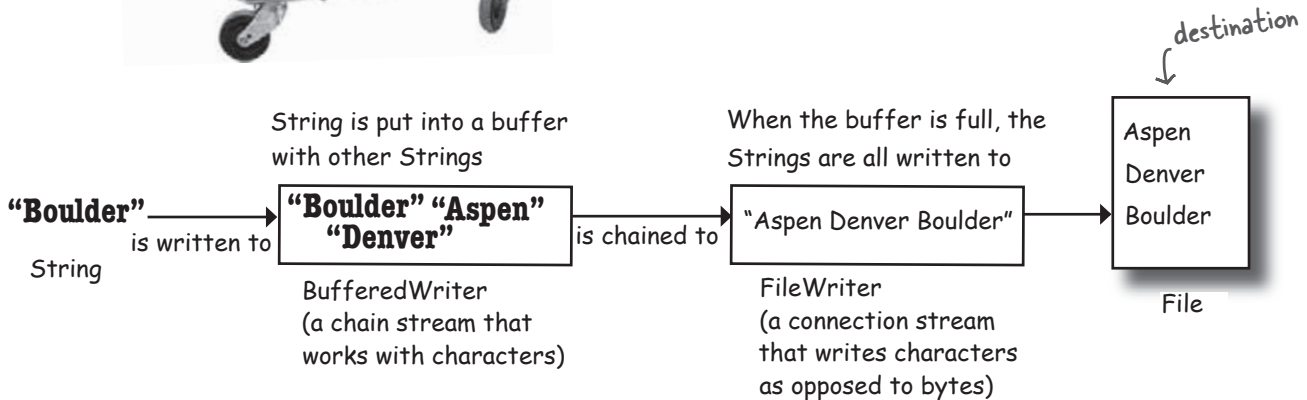 destination
String is put into a buffer
with other Strings
When the buffer is full, the
Strings are all written to
“Boulder”
is written to
String
“Boulder” “Aspen”
“Denver”
is chained to
“Aspen Denver Boulder”
Aspen
Denver
Boulder
BufferedWriter
(a chain stream that
works with characters)
FileWriter
(a connection stream
that writes characters
as opposed to bytes)
File